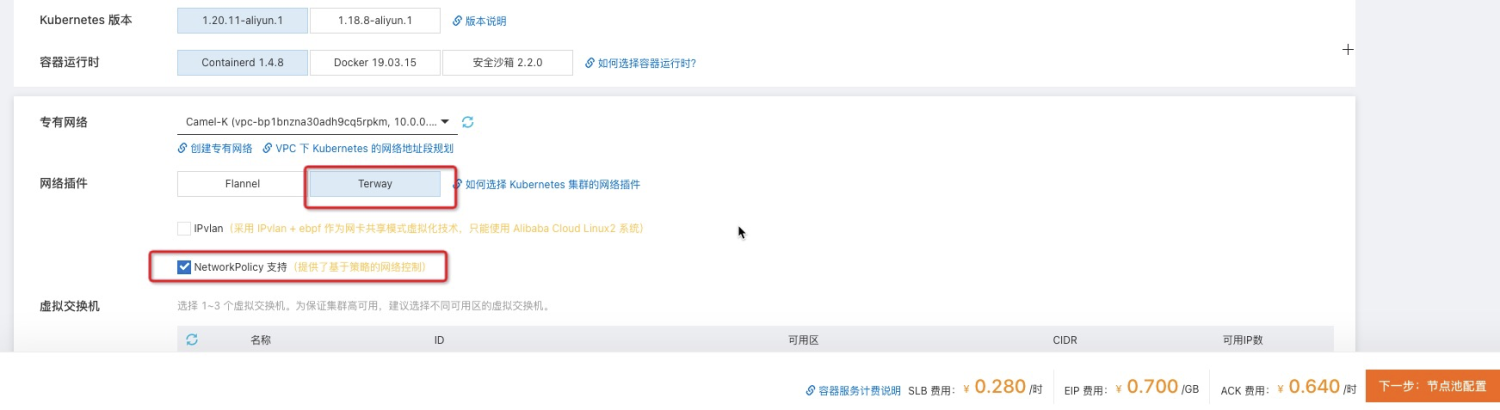 Kubernetes 版本 1.20.11-aliyun.1 1.18.8-aliyun.1 版本说明
容器运行时 Containerd 1.4.8 Docker 19.03.15 安全沙箱 2.2.0 如何选择容器运行时?
专有网络 Camel-K (vpc-bp1bnzna30adh9cq5rpkm, 10.0.0....
创建专有网络 VPC 下 Kubernetes 的网络地址段规划
网络插件 Flannel Terway 如何选择 Kubernetes 集群的网络插件
IPvlan（采用 IPvlan + ebpf 作为网卡共享模式虚拟化技术，只能使用 Alibaba Cloud Linux2 系统）
NetworkPolicy 支持（提供了基于策略的网络控制）
虚拟交换机 选择 1~3 个虚拟交换机。为保证集群高可用，建议选择不同可用区的虚拟交换机。
名称 ID 可用区 CIDR 可用IP数
容器服务计费说明 SLB 费用：¥ 0.280 /时 EIP 费用：¥ 0.700 /GB ACK 费用：¥ 0.640 /时 下一步：节点池配置